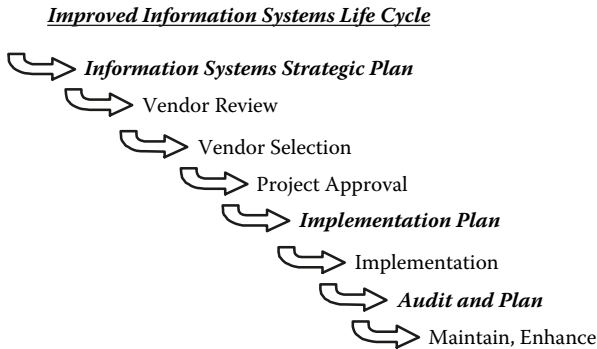 Improved Information Systems Life Cycle
Information Systems Strategic Plan
Vendor Review
Vendor Selection
Project Approval
Implementation Plan
Implementation
Audit and Plan
Maintain, Enhance